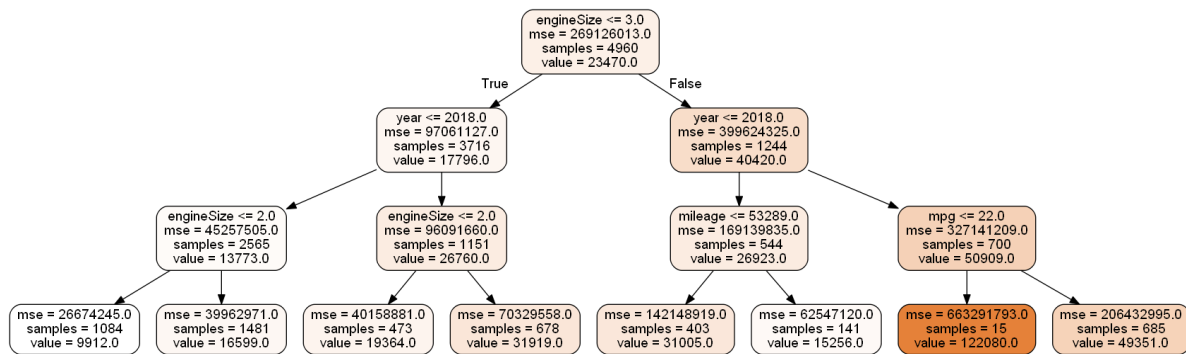 engineSize <= 3.0
mse = 269126013.0
samples = 4960
value = 23470.0
True
False
year <= 2018.0
mse = 97061127.0
samples = 3716
value = 17796.0
year <= 2018.0
mse = 399624325.0
samples = 1244
value = 40420.0
engineSize <= 2.0
mse = 45257505.0
samples = 2565
value = 13773.0
engineSize <= 2.0
mse = 96091660.0
samples = 1151
value = 26760.0
mileage <= 53289.0
mse = 169139835.0
samples = 544
value = 26923.0
mpg <= 22.0
mse = 327141209.0
samples = 700
value = 50909.0
mse = 26674245.0
samples = 1084
value = 9912.0
mse = 39962971.0
samples = 1481
value = 16599.0
mse = 40158881.0
samples = 473
value = 19364.0
mse = 70329558.0
samples = 678
value = 31919.0
mse = 142148919.0
samples = 403
value = 31005.0
mse = 62547120.0
samples = 141
value = 15256.0
mse = 663291793.0
samples = 15
value = 122080.0
mse = 206432995.0
samples = 685
value = 49351.0